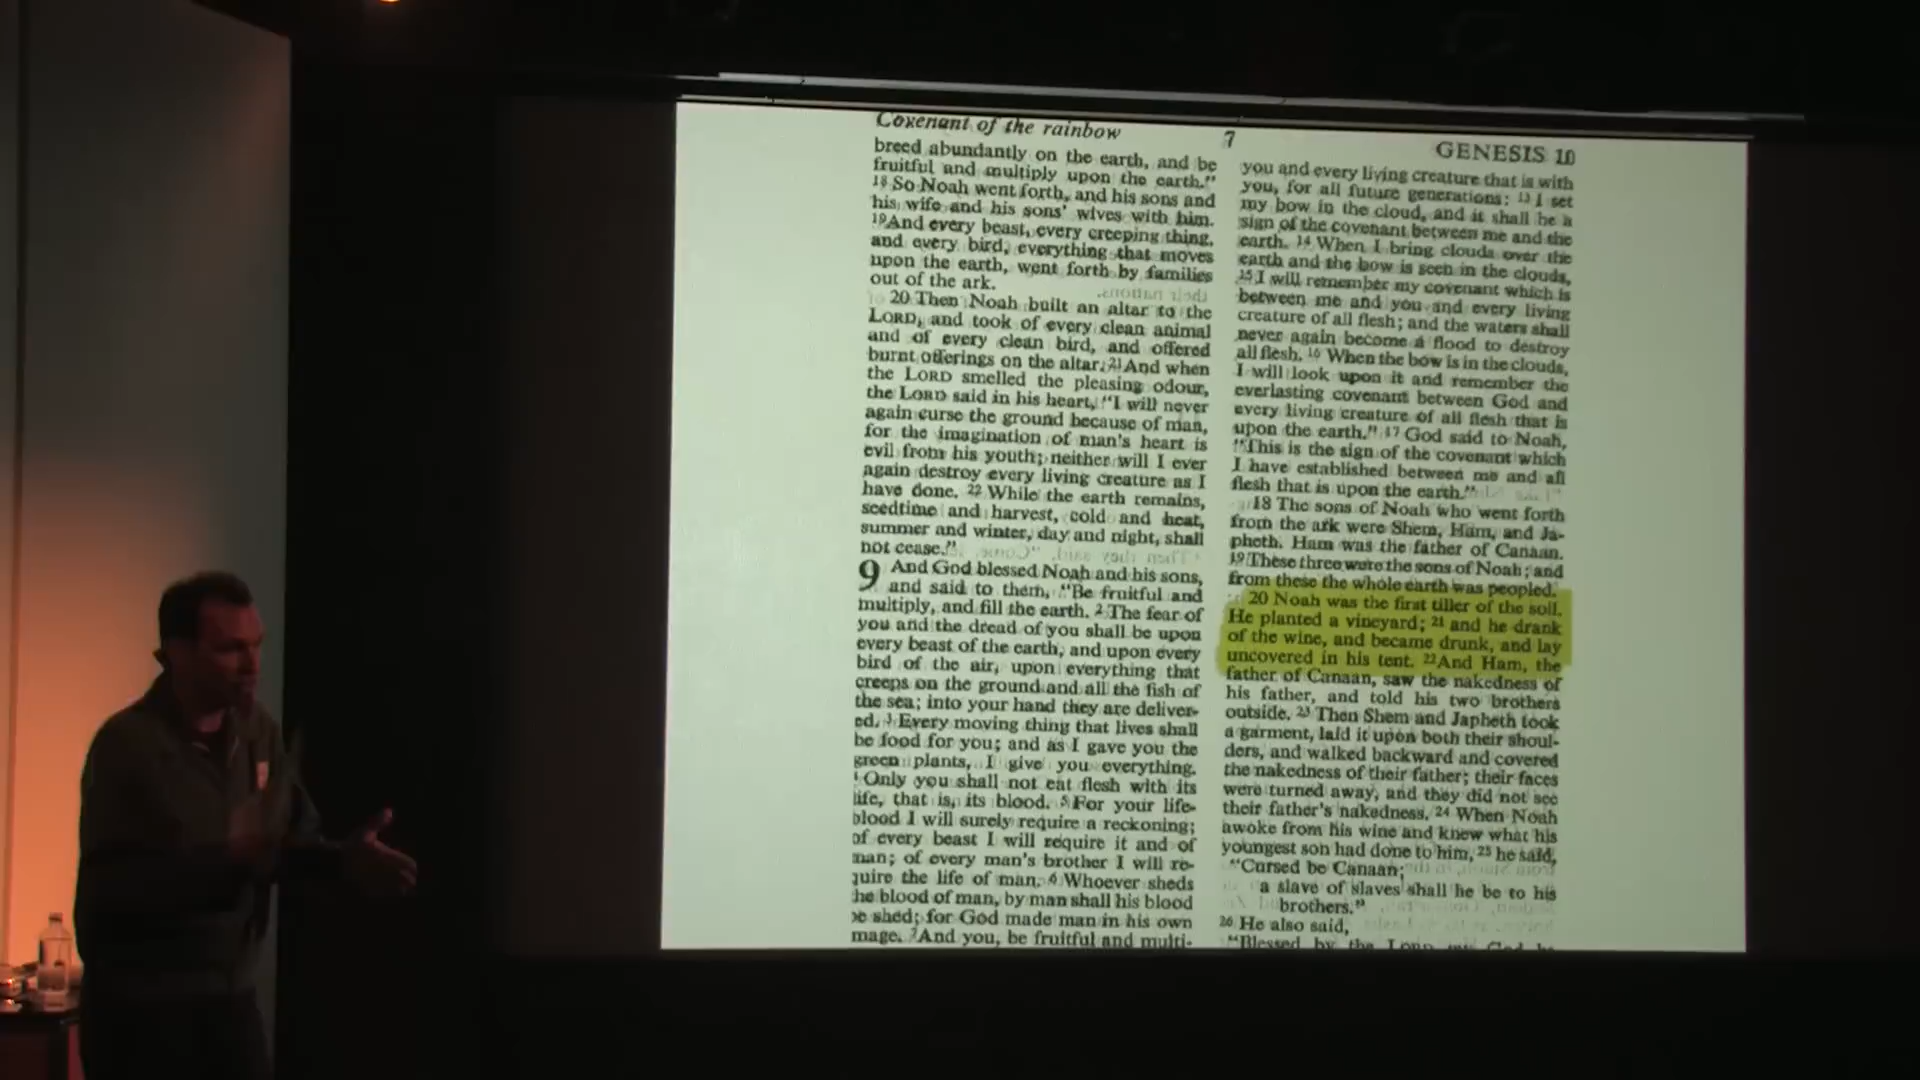 Covenant of the rainbow
7
GENESIS 10
breed abundantly on the earth, and be
fruitful and multiply upon the earth."
18 So Noah went forth, and his sons and
his wife and his sons' wives with him.
19 And every beast, every creeping thing,
and every bird, everything that moves
upon the earth, went forth by families
out of the ark.
20 Then Noah built an altar to the
LORD, and took of every clean animal
and of every clean bird, and offered
burnt offerings on the altar. 21 And when
the LORD smelled the pleasing odour,
the LORD said in his heart, "I will never
again curse the ground because of man,
for the imagination of man's heart is
evil from his youth; neither will I ever
again destroy every living creature as I
have done. 22 While the earth remains,
seedtime and harvest, cold and heat,
summer and winter, day and night, shall
not cease."
9 And God blessed Noah and his sons,
and said to them, "Be fruitful and
multiply, and fill the earth. 2 The fear of
you and the dread of you shall be upon
every beast of the earth, and upon every
bird of the air, upon everything that
creeps on the ground and all the fish of
the sea; into your hand they are deliver-
ed. 3 Every moving thing that lives shall
be food for you; and as I gave you the
green plants, I give you everything.
4 Only you shall not eat flesh with its
life, that is, its blood. 5 For your life-
blood I will surely require a reckoning;
of every beast I will require it and of
man; of every man's brother I will re-
quire the life of man. 6 Whoever sheds
the blood of man, by man shall his blood
be shed; for God made man in his own
image. 7 And you, be fruitful and multi-
you and every living creature that is with
you, for all future generations: 13 I set
my bow in the cloud, and it shall be a
sign of the covenant between me and the
earth. 14 When I bring clouds over the
earth and the bow is seen in the clouds,
15 I will remember my covenant which is
between me and you and every living
creature of all flesh; and the waters shall
never again become a flood to destroy
all flesh. 16 When the bow is in the clouds,
I will look upon it and remember the
everlasting covenant between God and
every living creature of all flesh that is
upon the earth." 17 God said to Noah,
"This is the sign of the covenant which
I have established between me and all
flesh that is upon the earth."
18 The sons of Noah who went forth
from the ark were Shem, Ham, and Ja-
pheth. Ham was the father of Canaan.
19 These three were the sons of Noah; and
from these the whole earth was peopled.
20 Noah was the first tiller of the soil.
He planted a vineyard; 21 and he drank
of the wine, and became drunk, and lay
uncovered in his tent. 22 And Ham, the
father of Canaan, saw the nakedness of
his father, and told his two brothers
outside. 23 Then Shem and Japheth took
a garment, laid it upon both their shoul-
ders, and walked backward and covered
the nakedness of their father; their faces
were turned away, and they did not see
their father's nakedness. 24 When Noah
awoke from his wine and knew what his
youngest son had done to him, 25 he said,
"Cursed be Canaan;
a slave of slaves shall he be to his
brothers."
26 He also said,
"Blessed by the LORD my God be